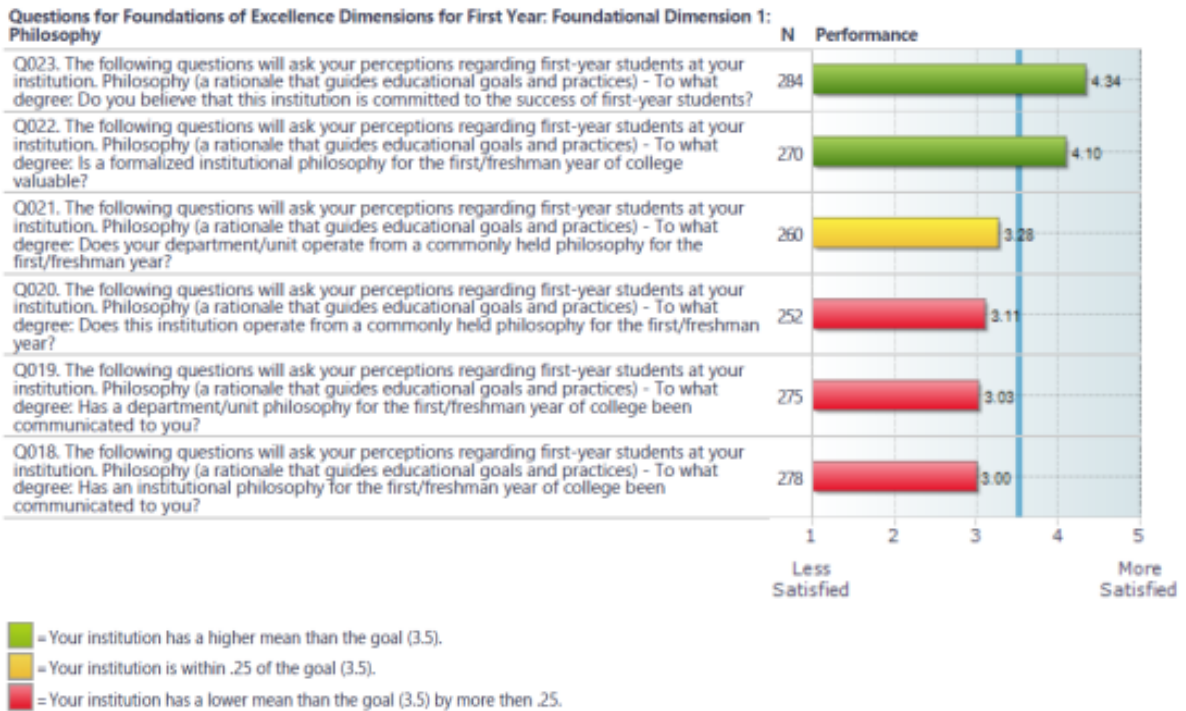 Questions for Foundations of Excellence Dimensions for First Year: Foundational Dimension 1:
Philosophy N Performance
Q023. The following questions will ask your perceptions regarding first-year students at your
institution. Philosophy (a rationale that guides educational goals and practices) - To what
degree: Do you believe that this institution is committed to the success of first-year students?
284
4.34
Q022. The following questions will ask your perceptions regarding first-year students at your
institution. Philosophy (a rationale that guides educational goals and practices) - To what
degree: Is a formalized institutional philosophy for the first/freshman year of college
valuable?
270
4.10
Q021. The following questions will ask your perceptions regarding first-year students at your
institution. Philosophy (a rationale that guides educational goals and practices) - To what
degree: Does your department/unit operate from a commonly held philosophy for the
first/freshman year?
260
3.28
Q020. The following questions will ask your perceptions regarding first-year students at your
institution. Philosophy (a rationale that guides educational goals and practices) - To what
degree: Does this institution operate from a commonly held philosophy for the first/freshman
year?
252
3.11
Q019. The following questions will ask your perceptions regarding first-year students at your
institution. Philosophy (a rationale that guides educational goals and practices) - To what
degree: Has a department/unit philosophy for the first/freshman year of college been
communicated to you?
275
3.03
Q018. The following questions will ask your perceptions regarding first-year students at your
institution. Philosophy (a rationale that guides educational goals and practices) - To what
degree: Has an institutional philosophy for the first/freshman year of college been
communicated to you?
278
3.00
1 2 3 4 5
Less More
Satisfied Satisfied
= Your institution has a higher mean than the goal (3.5).
= Your institution is within .25 of the goal (3.5).
= Your institution has a lower mean than the goal (3.5) by more then .25.